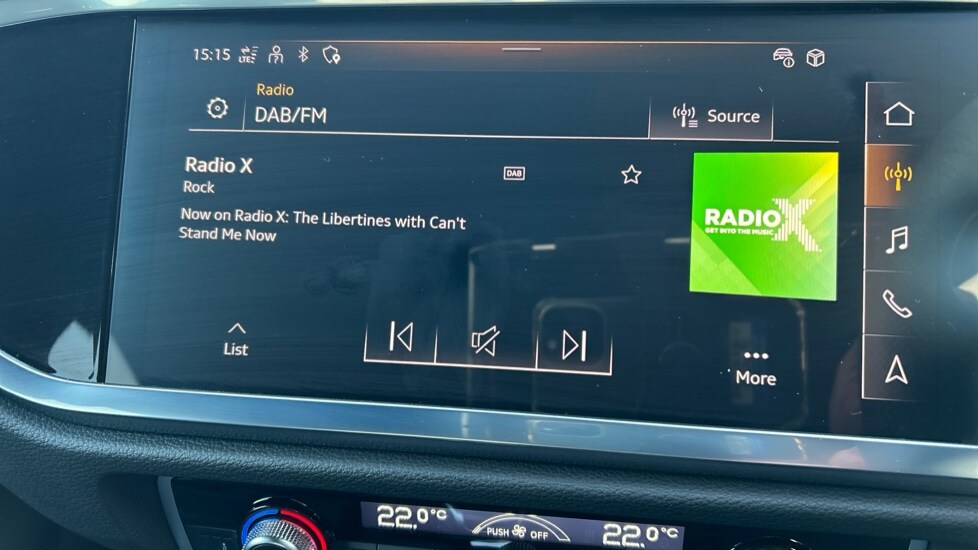 15:15 LTE
Radio
DAB/FM
Source
Radio X
DAB
Rock
Now on Radio X: The Libertines with Can't
Stand Me Now
RADIO X
GET INTO THE MUSIC
List
More
22.0°C
PUSH OFF
22.0°C